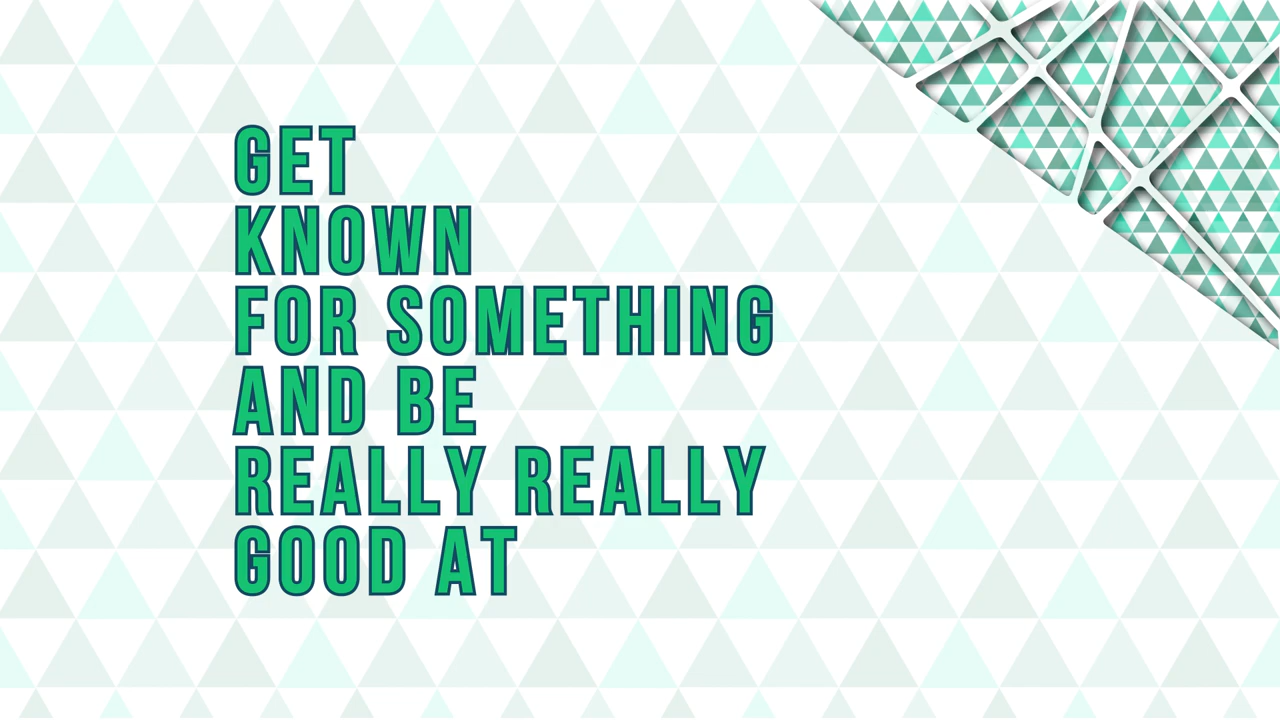 GET
KNOWN
FOR SOMETHING
AND BE
REALLY REALLY
GOOD AT